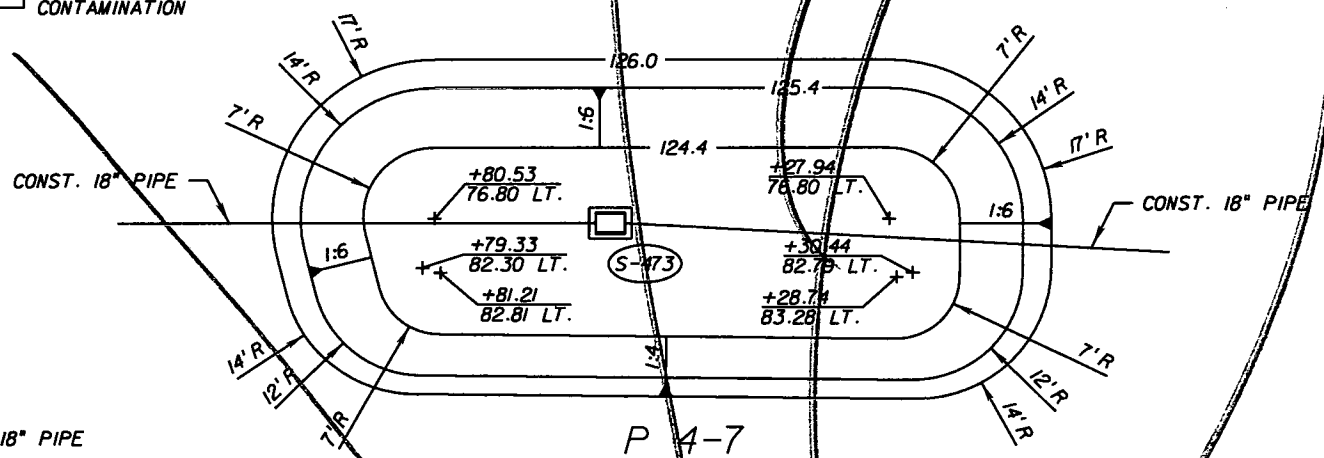 CONTAMINATION
17' R
126.0
7' R
14' R
125.4
14' R
7' R
1:6
124.4
17' R
CONST. 18" PIPE
+80.53
76.80 LT.
+27.94
76.80 LT.
1:6
CONST. 18" PIPE
1:6
+79.33
82.30 LT.
S-473
+30.44
82.79 LT.
+81.21
82.81 LT.
+28.74
83.28 LT.
14' R
12' R
1:4
7' R
12' R
7' R
14' R
18" PIPE
P 4-7